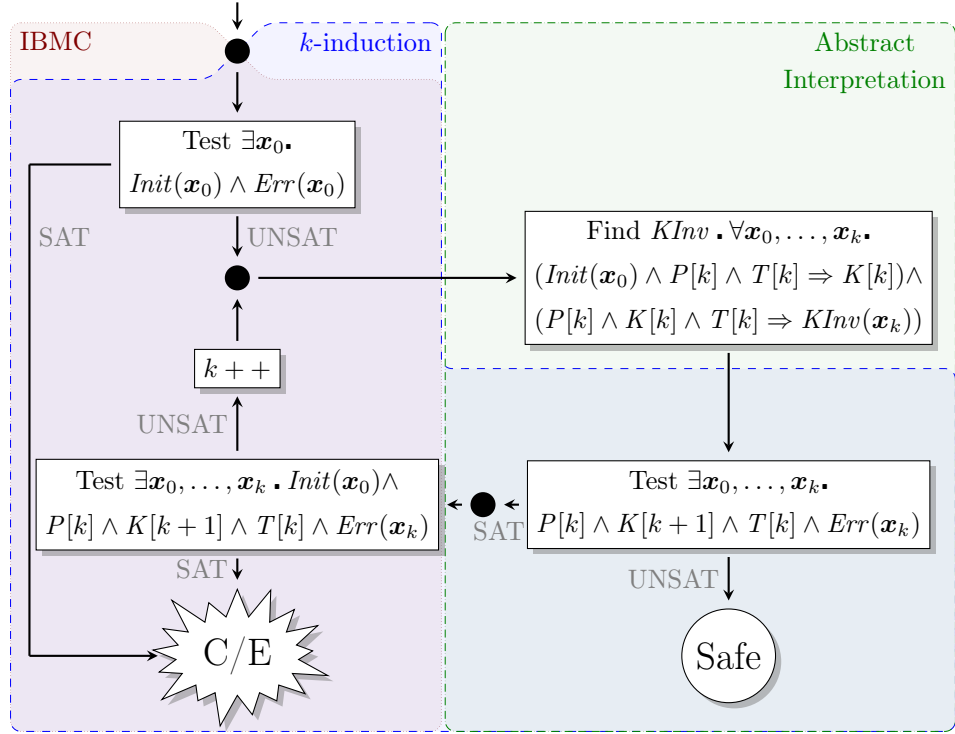 IBMC
k-induction
Abstract
Interpretation
Test ∃x₀.
Init(x₀) ∧ Err(x₀)
SAT
UNSAT
Find KInv . ∀x₀, . . . , xₖ.
(Init(x₀) ∧ P[k] ∧ T[k] ⇒ K[k])∧
(P[k] ∧ K[k] ∧ T[k] ⇒ KInv(xₖ))
k + +
UNSAT
Test ∃x₀, . . . , xₖ . Init(x₀)∧
P[k] ∧ K[k + 1] ∧ T[k] ∧ Err(xₖ)
SAT
Test ∃x₀, . . . , xₖ.
P[k] ∧ K[k + 1] ∧ T[k] ∧ Err(xₖ)
SAT
UNSAT
C/E
Safe